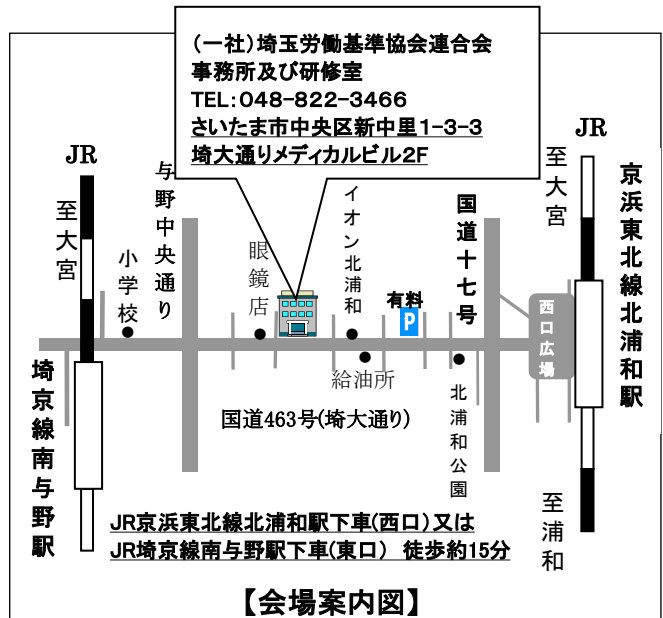 (一社)埼玉労働基準協会連合会
事務所及び研修室
TEL:048-822-3466
さいたま市中央区新中里1-3-3
埼大通りメディカルビル2F
JR
至大宮
小学校
与野中央通り
眼鏡店
イオン北浦和
有料
P
国道十七号
JR
至大宮
京浜東北線北浦和駅
西口広場
給油所
北浦和公園
国道463号(埼大通り)
埼京線南与野駅
至浦和
JR京浜東北線北浦和駅下車(西口)又は
JR埼京線南与野駅下車(東口) 徒歩約15分
【会場案内図】